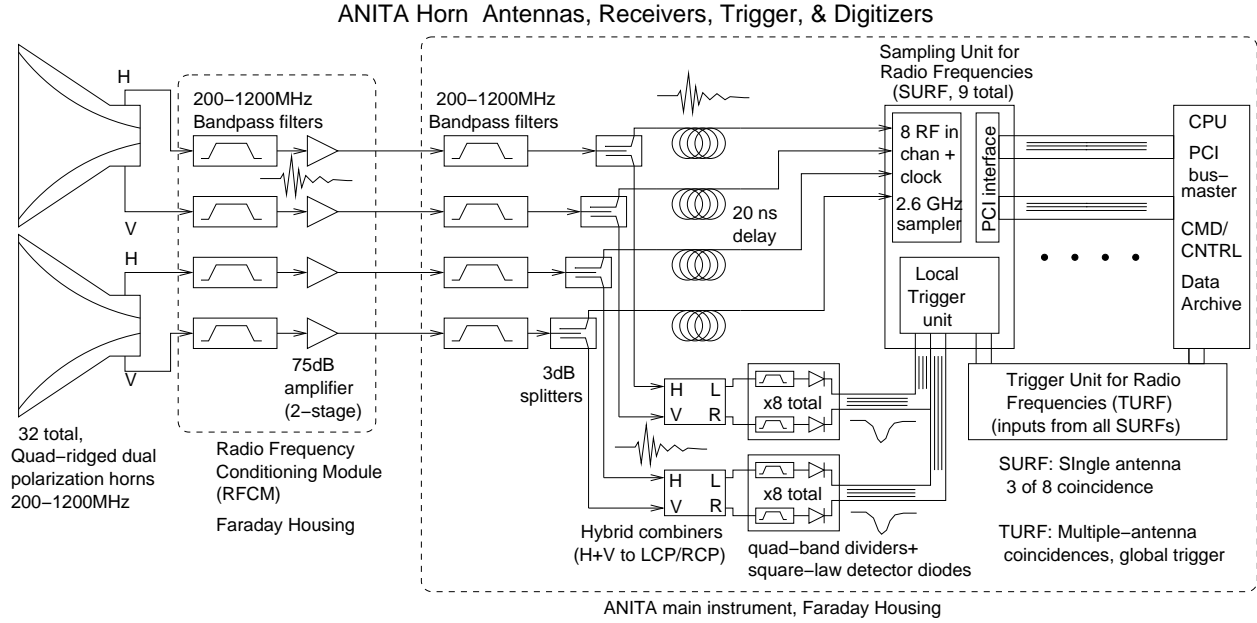 ANITA Horn Antennas, Receivers, Trigger, & Digitizers
H
V
H
V
32 total,
Quad-ridged dual
polarization horns
200-1200MHz
200-1200MHz
Bandpass filters
75dB
amplifier
(2-stage)
Radio Frequency
Conditioning Module
(RFCM)
Faraday Housing
200-1200MHz
Bandpass filters
3dB
splitters
20 ns
delay
Sampling Unit for
Radio Frequencies
(SURF, 9 total)
8 RF in
chan +
clock
2.6 GHz
sampler
PCI interface
Local
Trigger
unit
CPU
PCI
bus-
master
CMD/
CNTRL
Data
Archive
H L
V R
x8 total
H L
V R
x8 total
Hybrid combiners
(H+V to LCP/RCP)
quad-band dividers+
square-law detector diodes
Trigger Unit for Radio
Frequencies (TURF)
(inputs from all SURFs)
SURF: SIngle antenna
3 of 8 coincidence
TURF: Multiple-antenna
coincidences, global trigger
ANITA main instrument, Faraday Housing